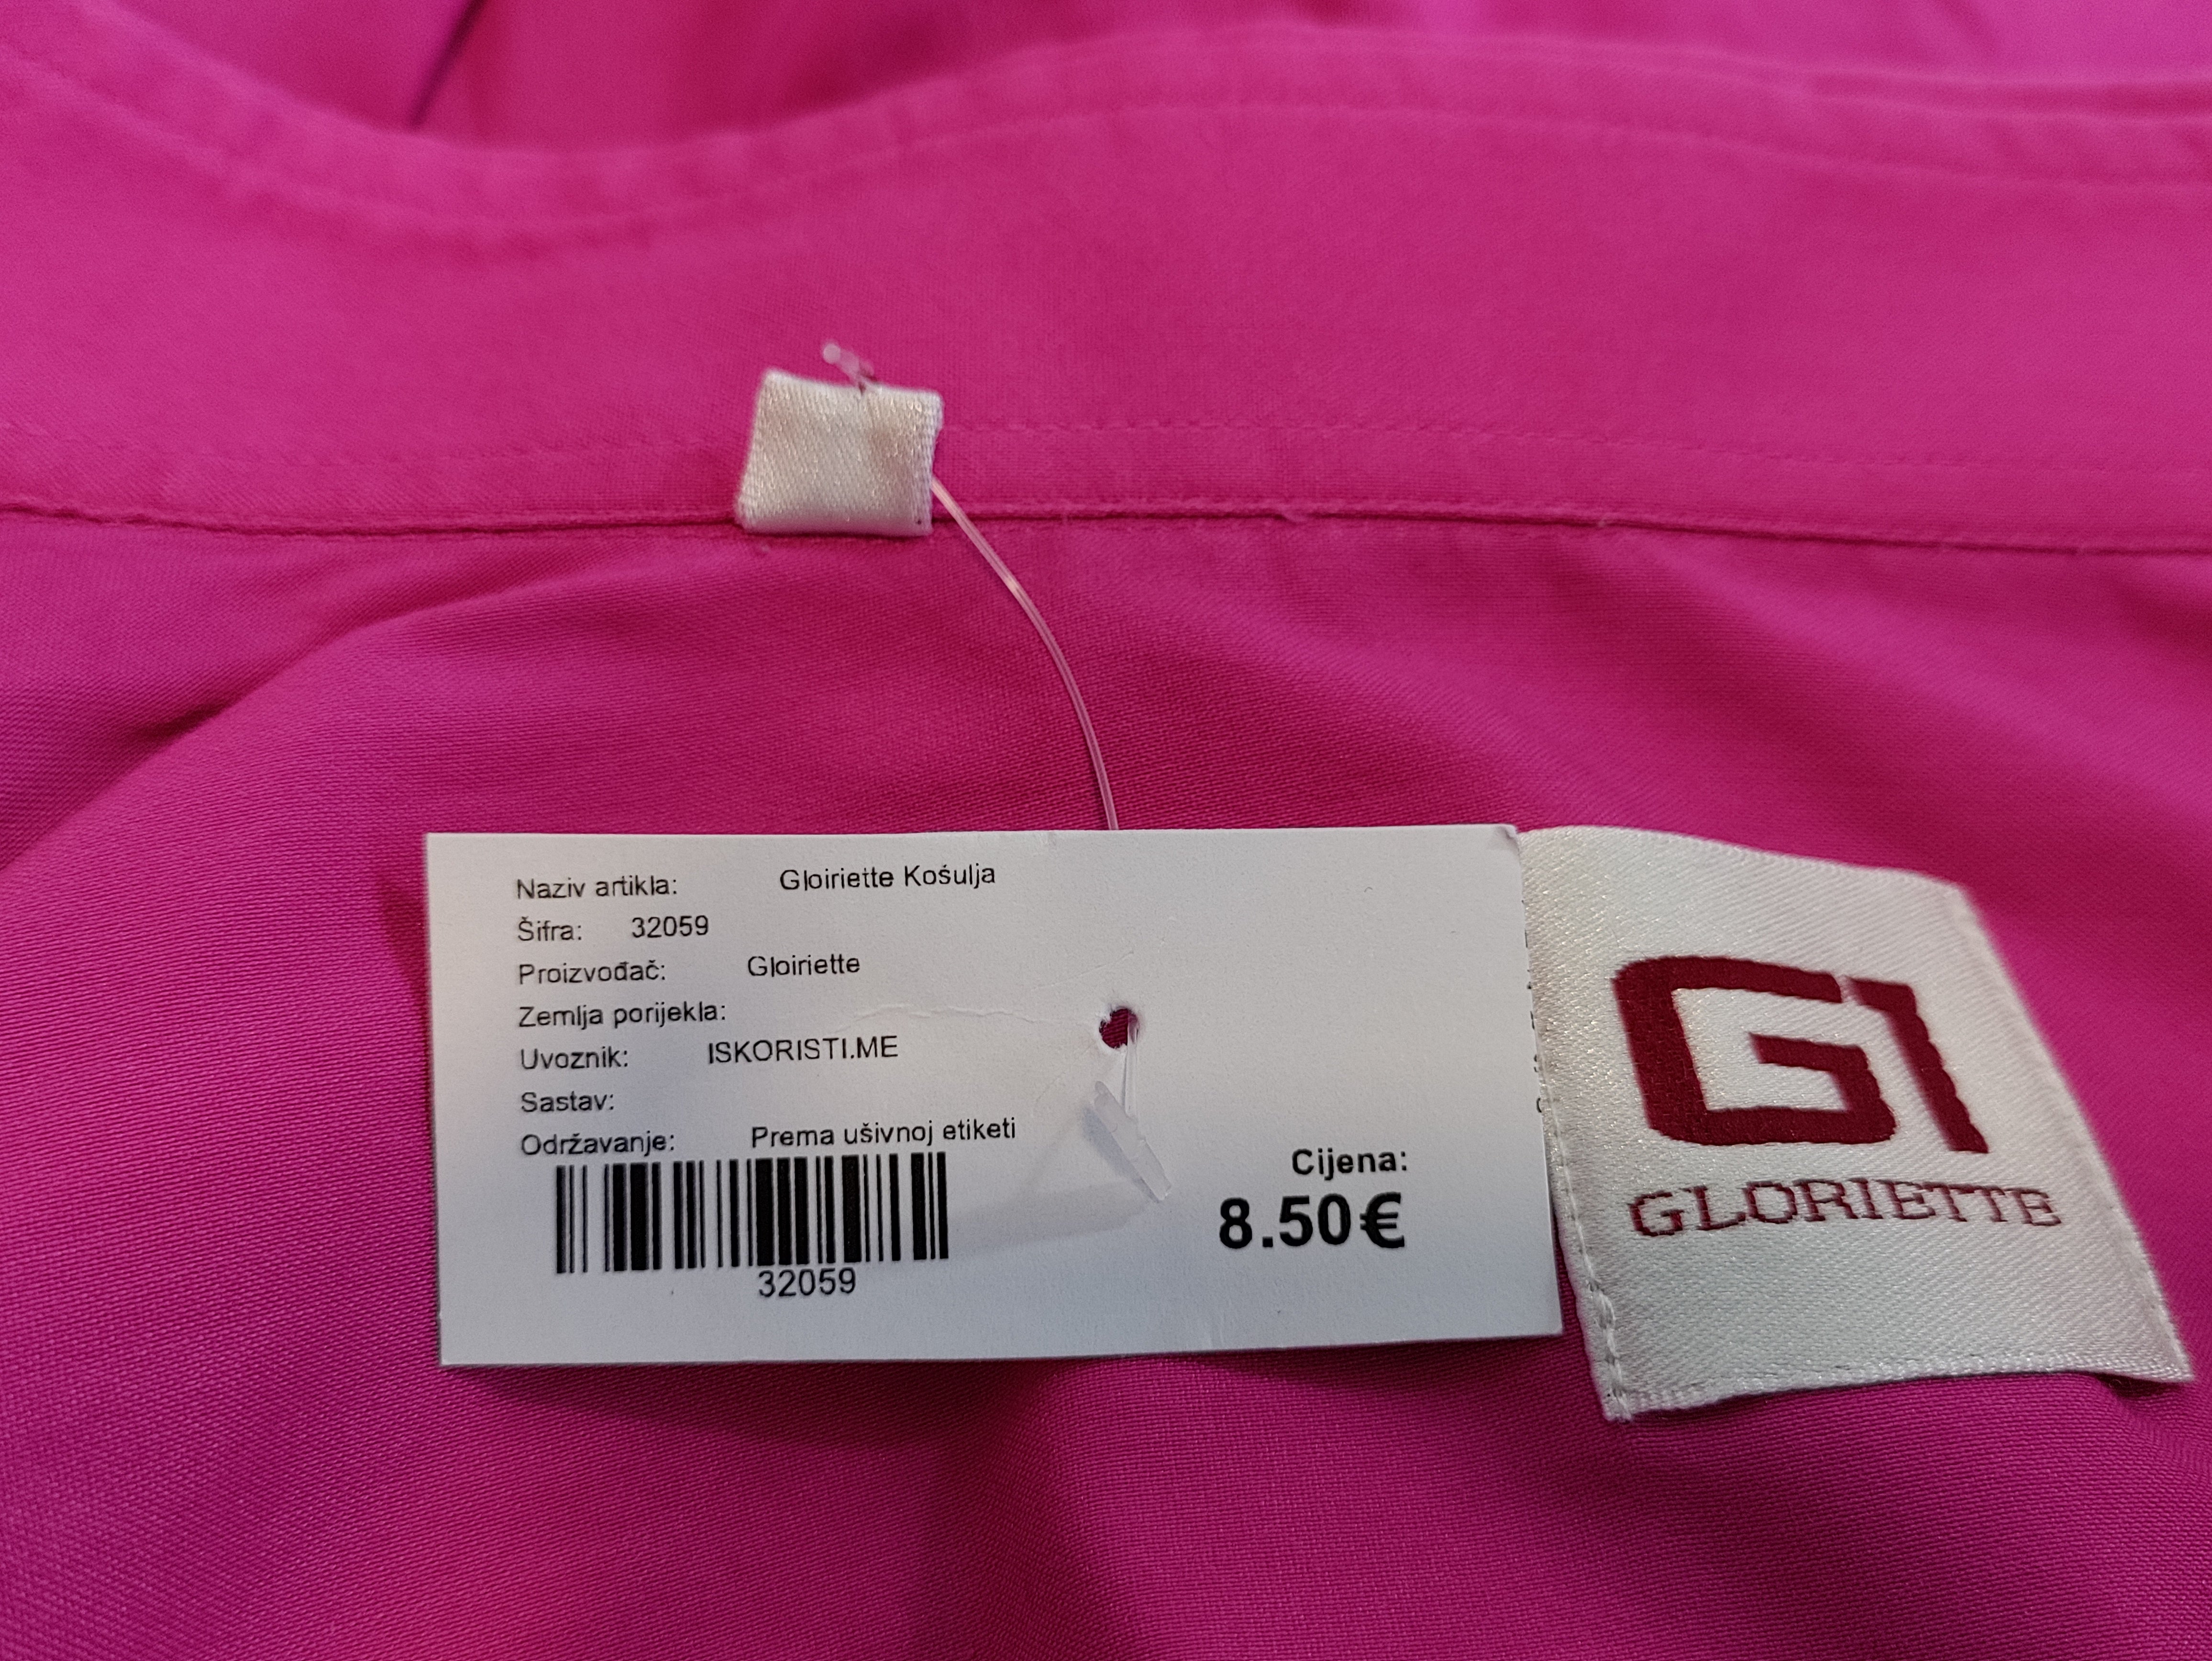 Naziv artikla: Gloiriette Košulja
Šifra: 32059
Proizvođač: Gloiriette
Zemlja porijekla:
Uvoznik: ISKORISTI.ME
Sastav:
Održavanje: Prema ušivnoj etiketi
32059
Cijena:
8.50€
G1
GLORIETTE